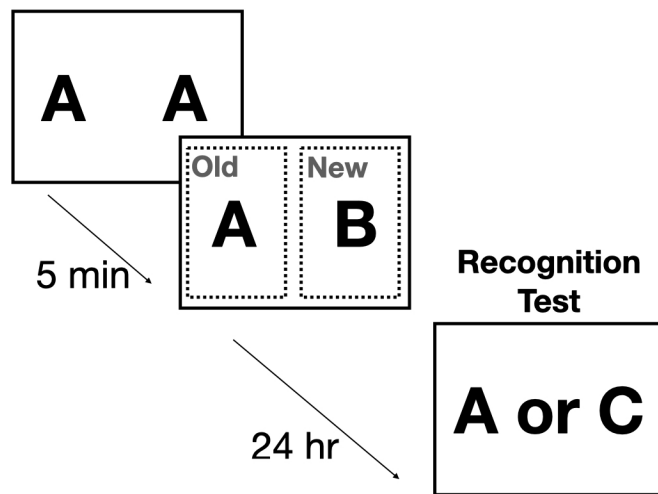 A A
Old New
A B
5 min
Recognition
Test
A or C
24 hr